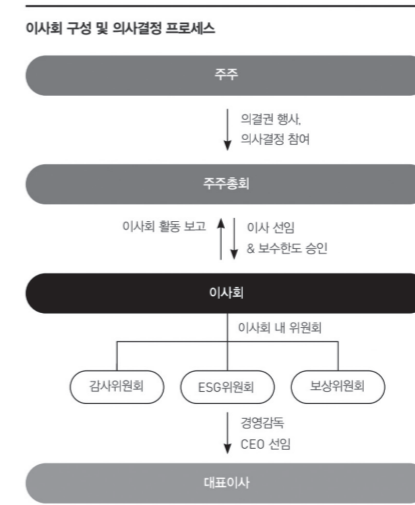 이사회 구성 및 의사결정 프로세스
주주
의결권 행사,
의사결정 참여
주주총회
이사회 활동 보고
이사 선임
& 보수한도 승인
이사회
이사회 내 위원회
감사위원회
ESG위원회
보상위원회
경영감독
CEO 선임
대표이사